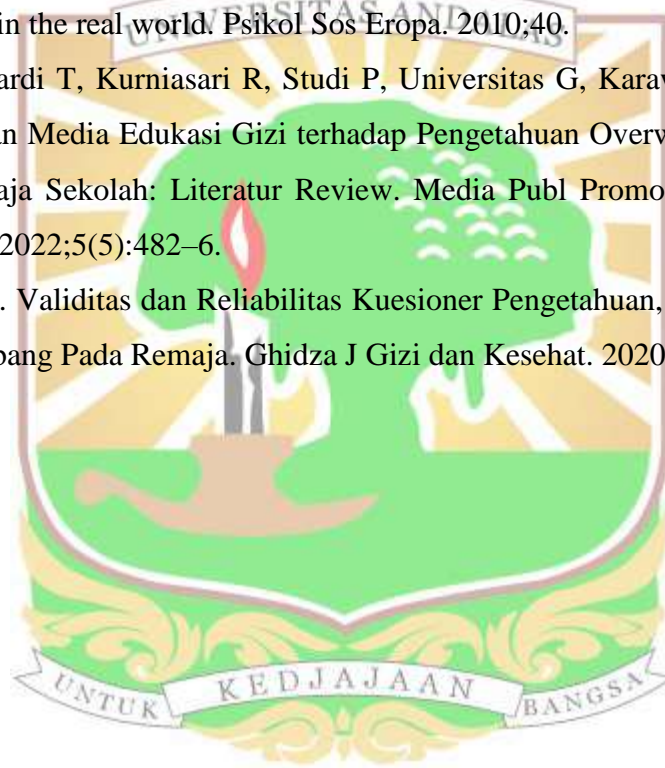 in the real world. Psikol Sos Eropa. 2010;40.
UNIVERSITAS ANDALAS
ardi T, Kurniasari R, Studi P, Universitas G, Karav
an Media Edukasi Gizi terhadap Pengetahuan Overw
aja Sekolah: Literatur Review. Media Publ Promo
2022;5(5):482–6.
. Validitas dan Reliabilitas Kuesioner Pengetahuan,
bang Pada Remaja. Ghidza J Gizi dan Kesehat. 2020
UNTUK KEDJAJAAN BANGSA